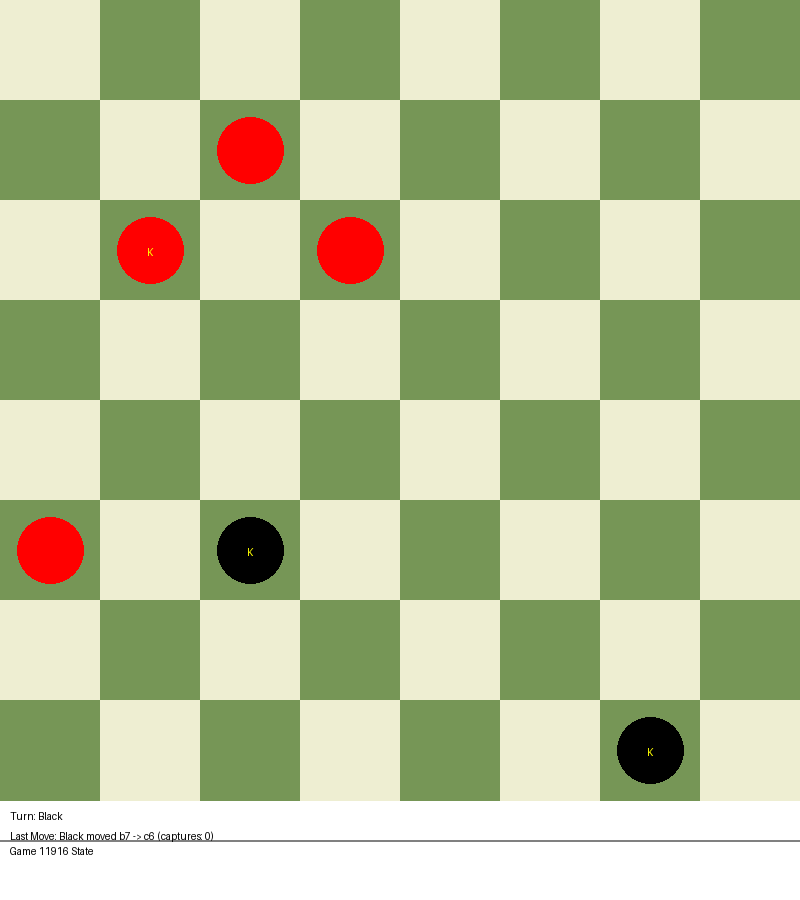 K
K
K
Turn: Black
Last Move: Black moved b7 -> c6 (captures: 0)
Game 11916 State